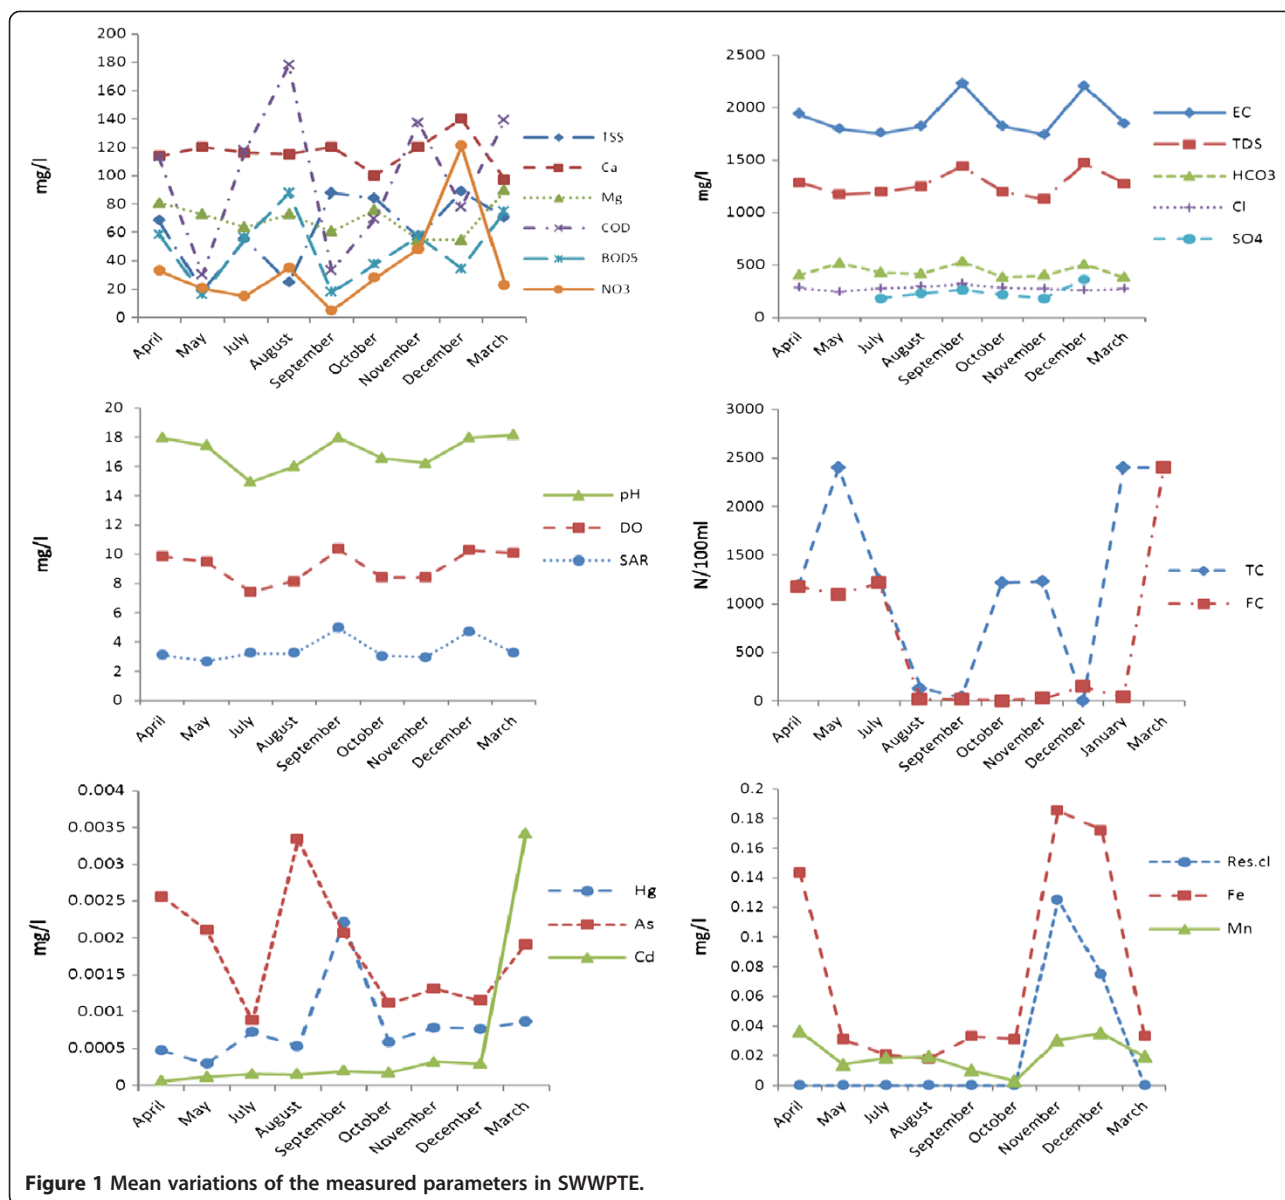 200
180
160
140
120
100
80
60
40
20
0
mg/l
April
May
July
August
September
October
November
December
March
TSS
Ca
Mg
COD
BOD5
NO3
2500
2000
1500
1000
500
0
mg/l
April
May
July
August
September
October
November
December
March
EC
TDS
HCO3
Cl
SO4
20
18
16
14
12
10
8
6
4
2
0
mg/l
April
May
July
August
September
October
November
December
March
pH
DO
SAR
3000
2500
2000
1500
1000
500
0
N/100ml
April
May
July
August
September
October
November
December
January
March
TC
FC
0.004
0.0035
0.003
0.0025
0.002
0.0015
0.001
0.0005
0
mg/l
April
May
July
August
September
October
November
December
March
Hg
As
Cd
0.2
0.18
0.16
0.14
0.12
0.1
0.08
0.06
0.04
0.02
0
mg/l
April
May
July
August
September
October
November
December
March
Res.cl
Fe
Mn
Figure 1 Mean variations of the measured parameters in SWWPTE.